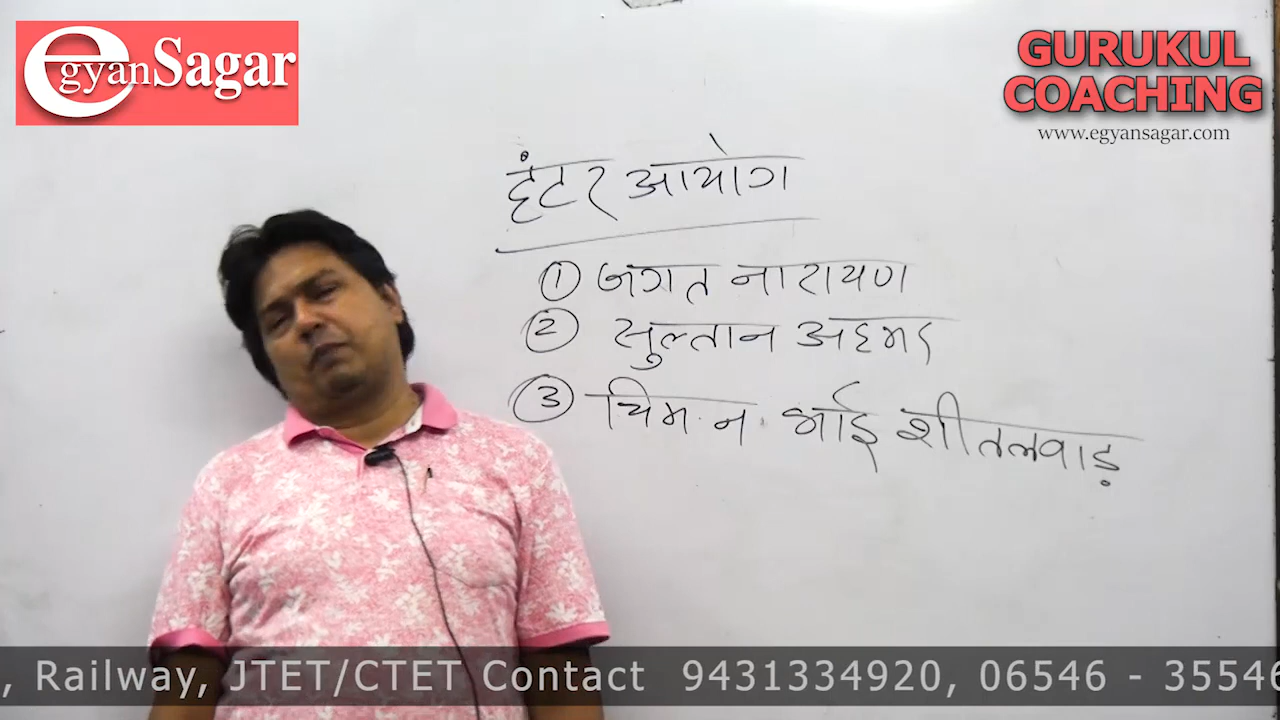 egyanSagar
GURUKUL
COACHING
www.egyansagar.com
हंटर आयोग
① जगत नारायण
② सुल्तान अहमद
③ चिमन भाई शीतलवाड़
, Railway, JTET/CTET Contact 9431334920, 06546 - 35546